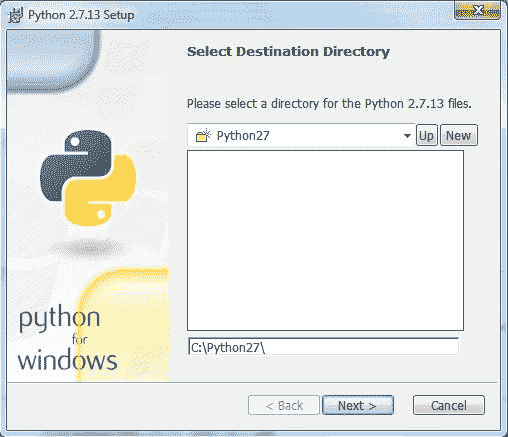 Python 2.7.13 Setup
Select Destination Directory
Please select a directory for the Python 2.7.13 files.
Python27
Up
New
C:\Python27\
python
for
windows
< Back
Next >
Cancel